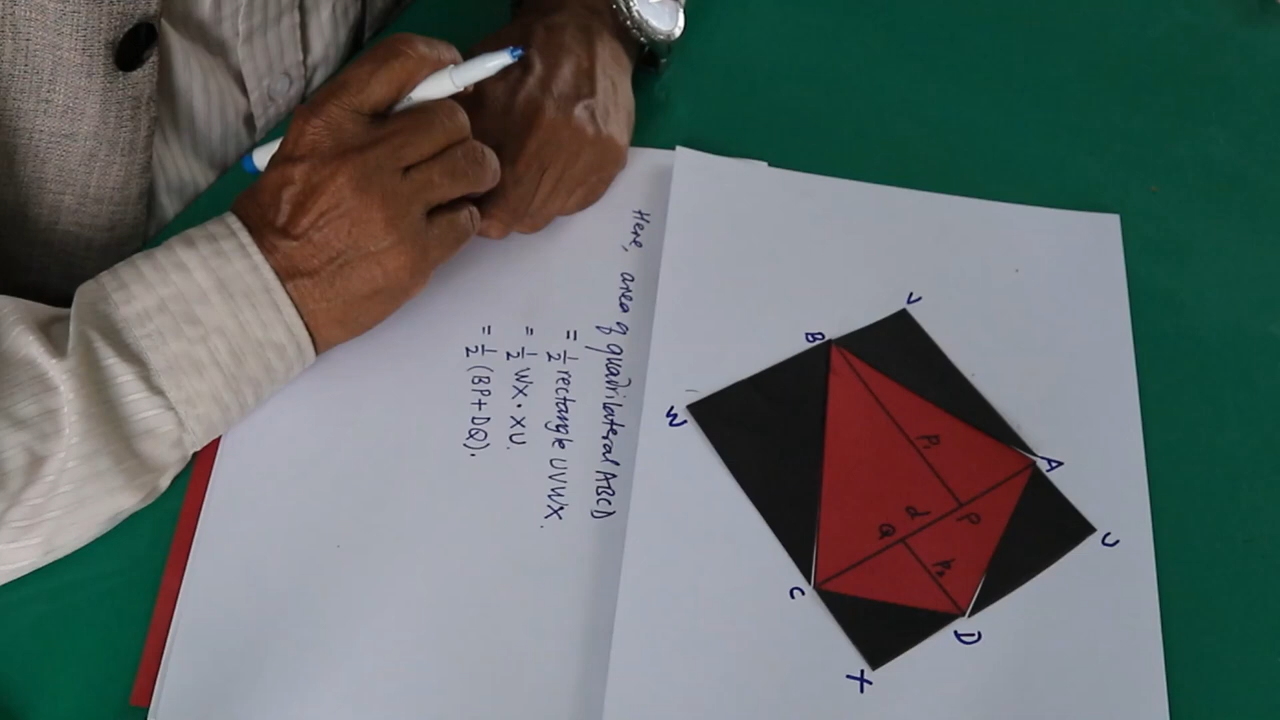 Here, area of quadrilateral ABCD
= 1/2 rectangle UVWX.
= 1/2 WX · XU.
= 1/2 (BP+DQ).
V
B
W
P₁
A
d
P
Q
U
P₂
C
D
X